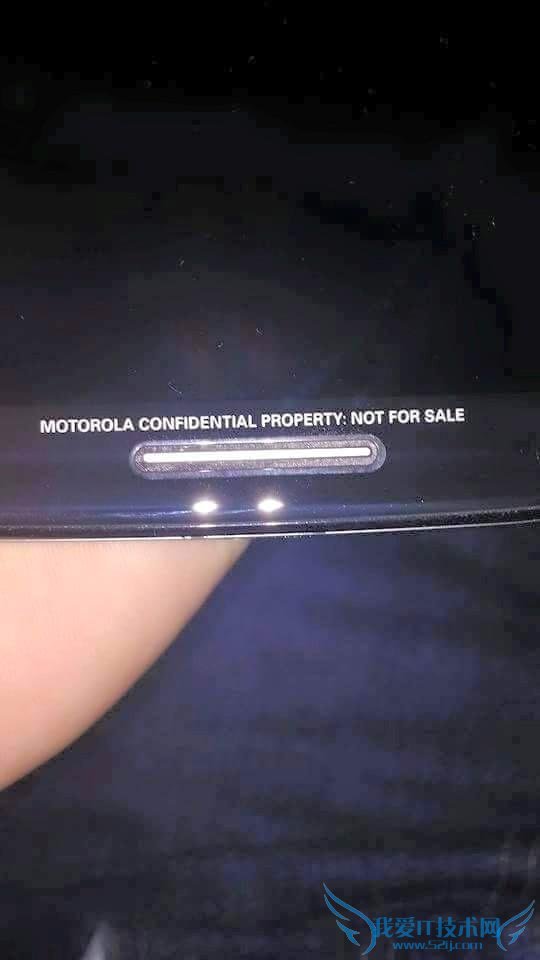 MOTOROLA CONFIDENTIAL PROPERTY: NOT FOR SALE
我爱IT技术网
www.52ij.com